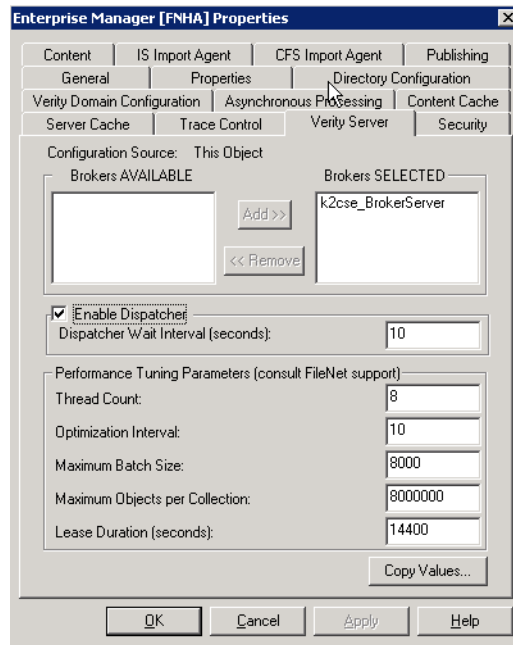 Enterprise Manager [FNHA] Properties
Content IS Import Agent CFS Import Agent Publishing
General Properties Directory Configuration
Verity Domain Configuration Asynchronous Processing Content Cache
Server Cache Trace Control Verity Server Security
Configuration Source: This Object
Brokers AVAILABLE Brokers SELECTED
k2cse_BrokerServer
Add >>
<< Remove
Enable Dispatcher
Dispatcher Wait Interval (seconds): 10
Performance Tuning Parameters (consult FileNet support)
Thread Count: 8
Optimization Interval: 10
Maximum Batch Size: 8000
Maximum Objects per Collection: 8000000
Lease Duration (seconds): 14400
Copy Values...
OK Cancel Apply Help